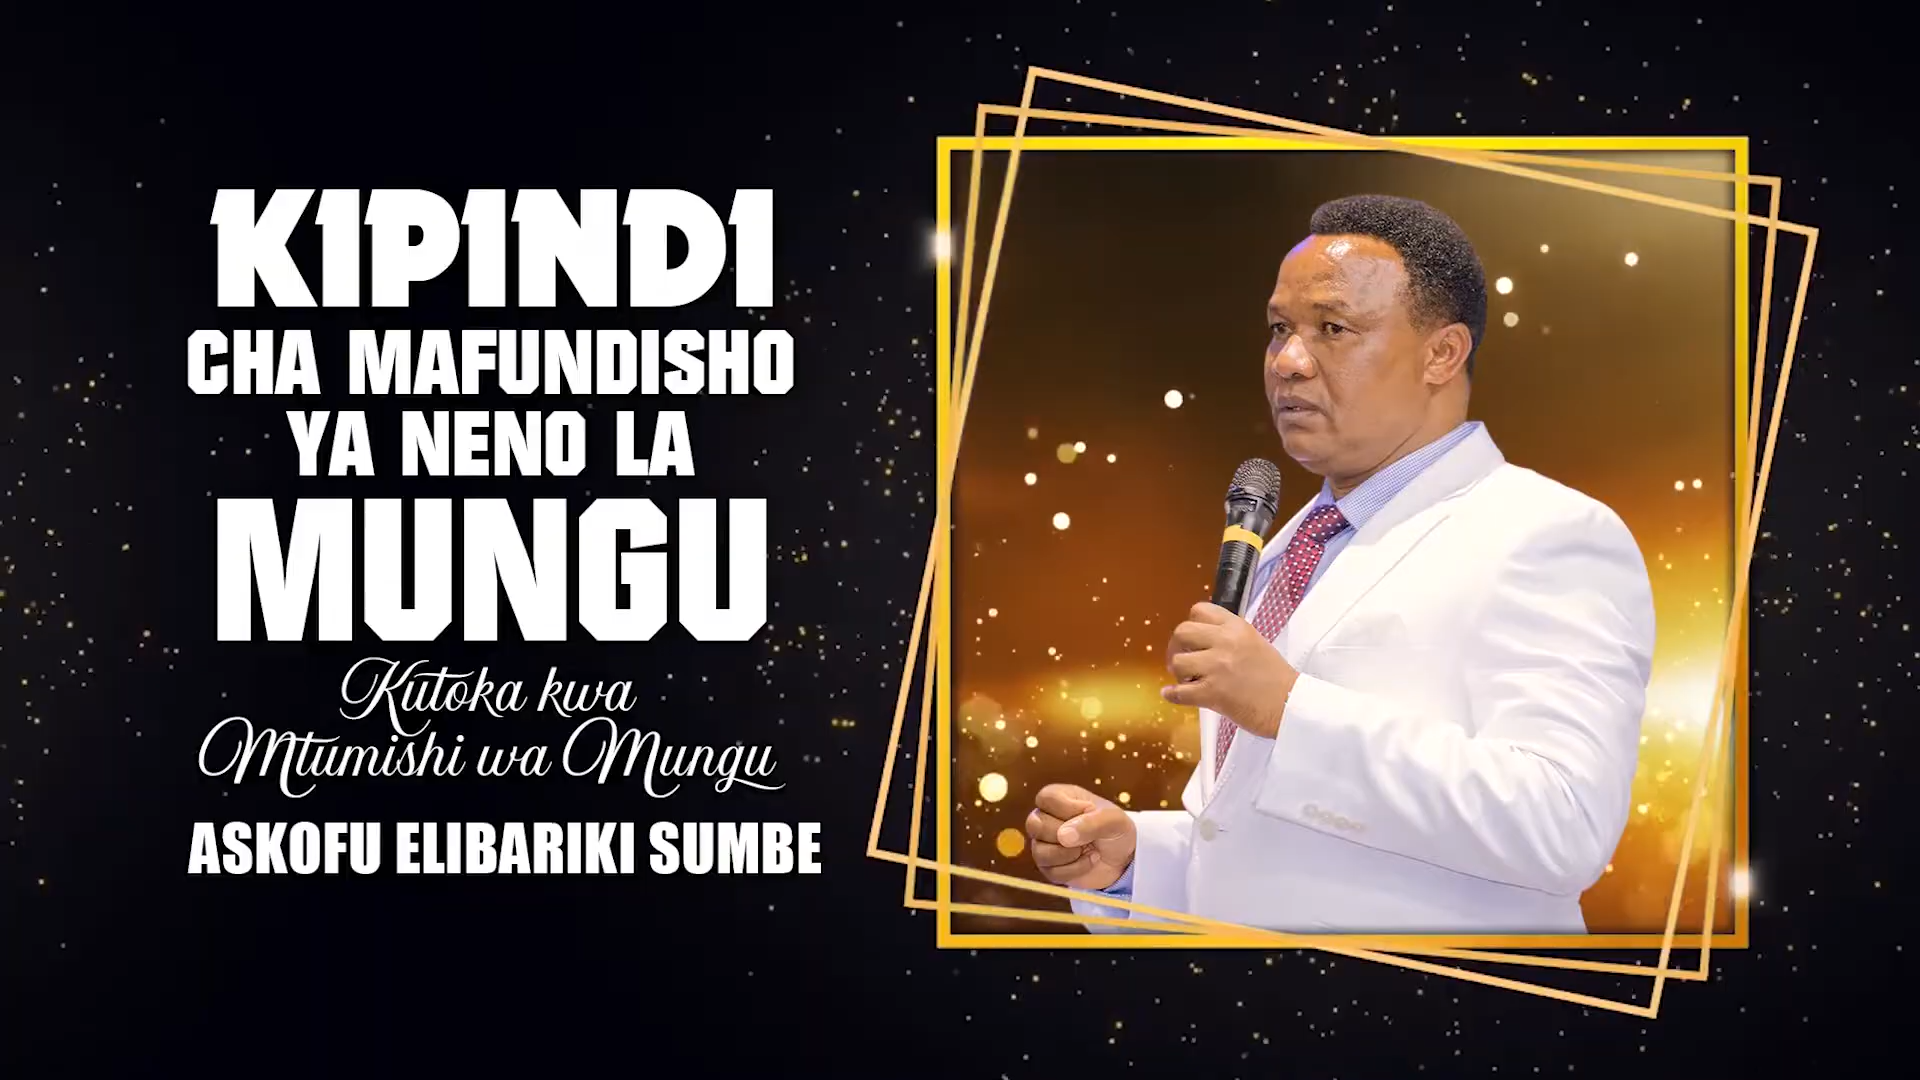 KIPINDI
CHA MAFUNDISHO
YA NENO LA
MUNGU
Kutoka kwa
Mtumishi wa Mungu
ASKOFU ELIBARIKI SUMBE